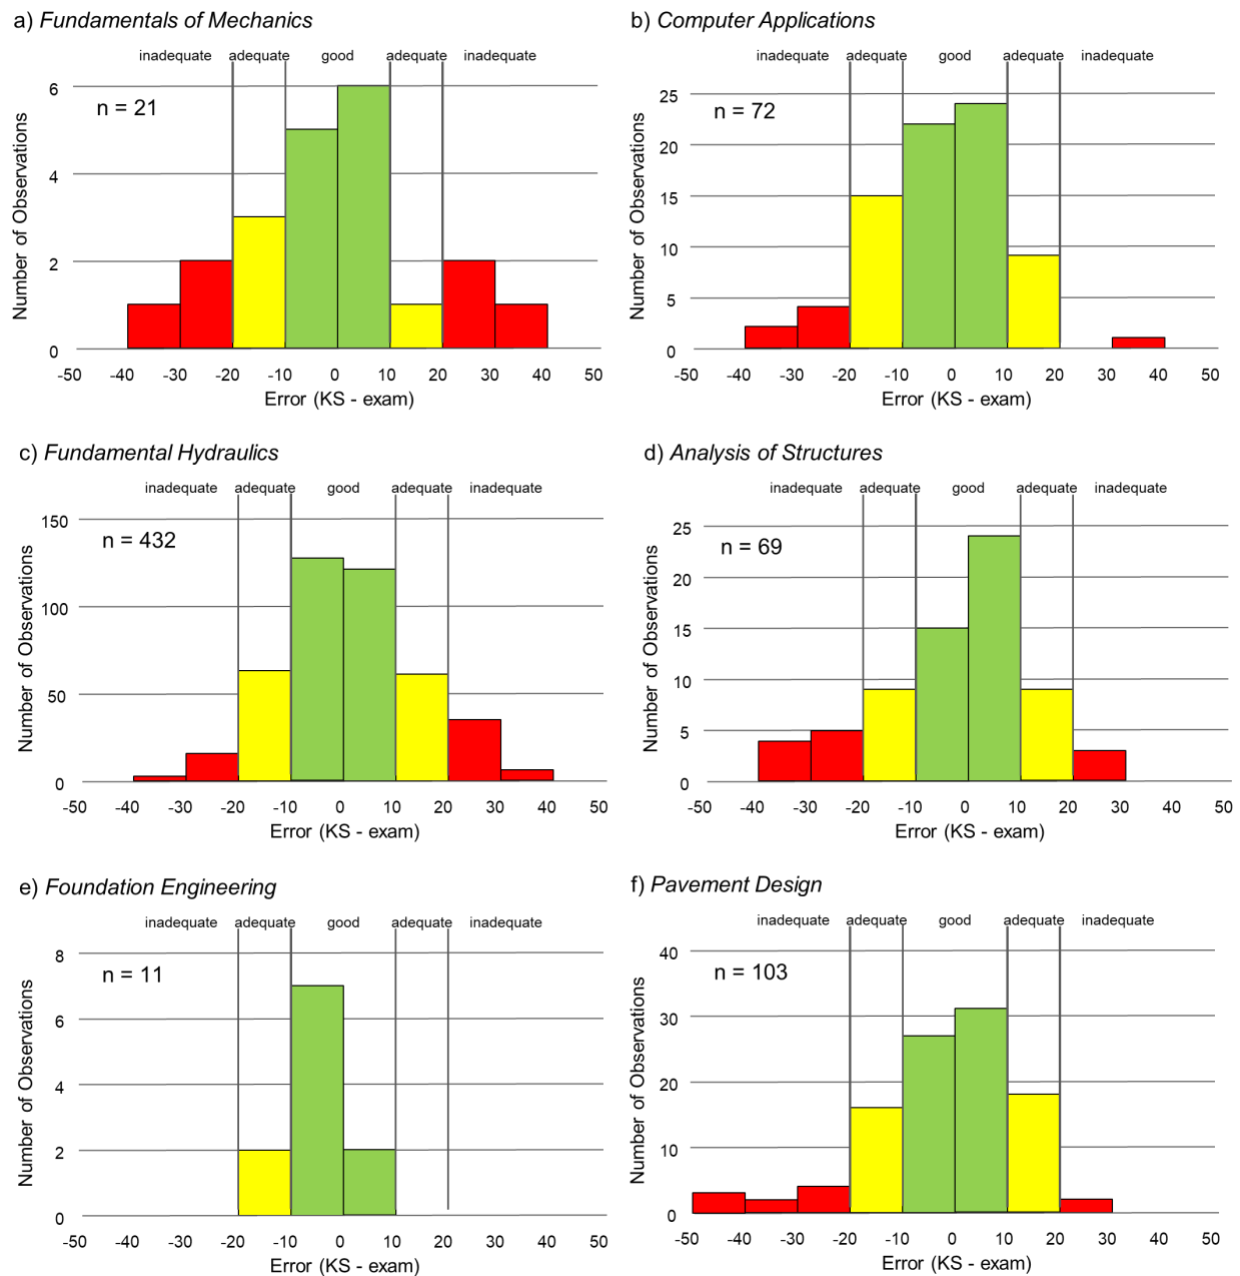 a) Fundamentals of Mechanics
inadequate adequate good adequate inadequate
n = 21
Number of Observations
6
4
2
0
-50 -40 -30 -20 -10 0 10 20 30 40 50
Error (KS - exam)
b) Computer Applications
inadequate adequate good adequate inadequate
n = 72
Number of Observations
25
20
15
10
5
0
-50 -40 -30 -20 -10 0 10 20 30 40 50
Error (KS - exam)
c) Fundamental Hydraulics
inadequate adequate good adequate inadequate
n = 432
Number of Observations
150
100
50
0
-50 -40 -30 -20 -10 0 10 20 30 40 50
Error (KS - exam)
d) Analysis of Structures
inadequate adequate good adequate inadequate
n = 69
Number of Observations
25
20
15
10
5
0
-50 -40 -30 -20 -10 0 10 20 30 40 50
Error (KS - exam)
e) Foundation Engineering
inadequate adequate good adequate inadequate
n = 11
Number of Observations
8
6
4
2
0
-50 -40 -30 -20 -10 0 10 20 30 40 50
Error (KS - exam)
f) Pavement Design
inadequate adequate good adequate inadequate
n = 103
Number of Observations
40
30
20
10
0
-50 -40 -30 -20 -10 0 10 20 30 40 50
Error (KS - exam)